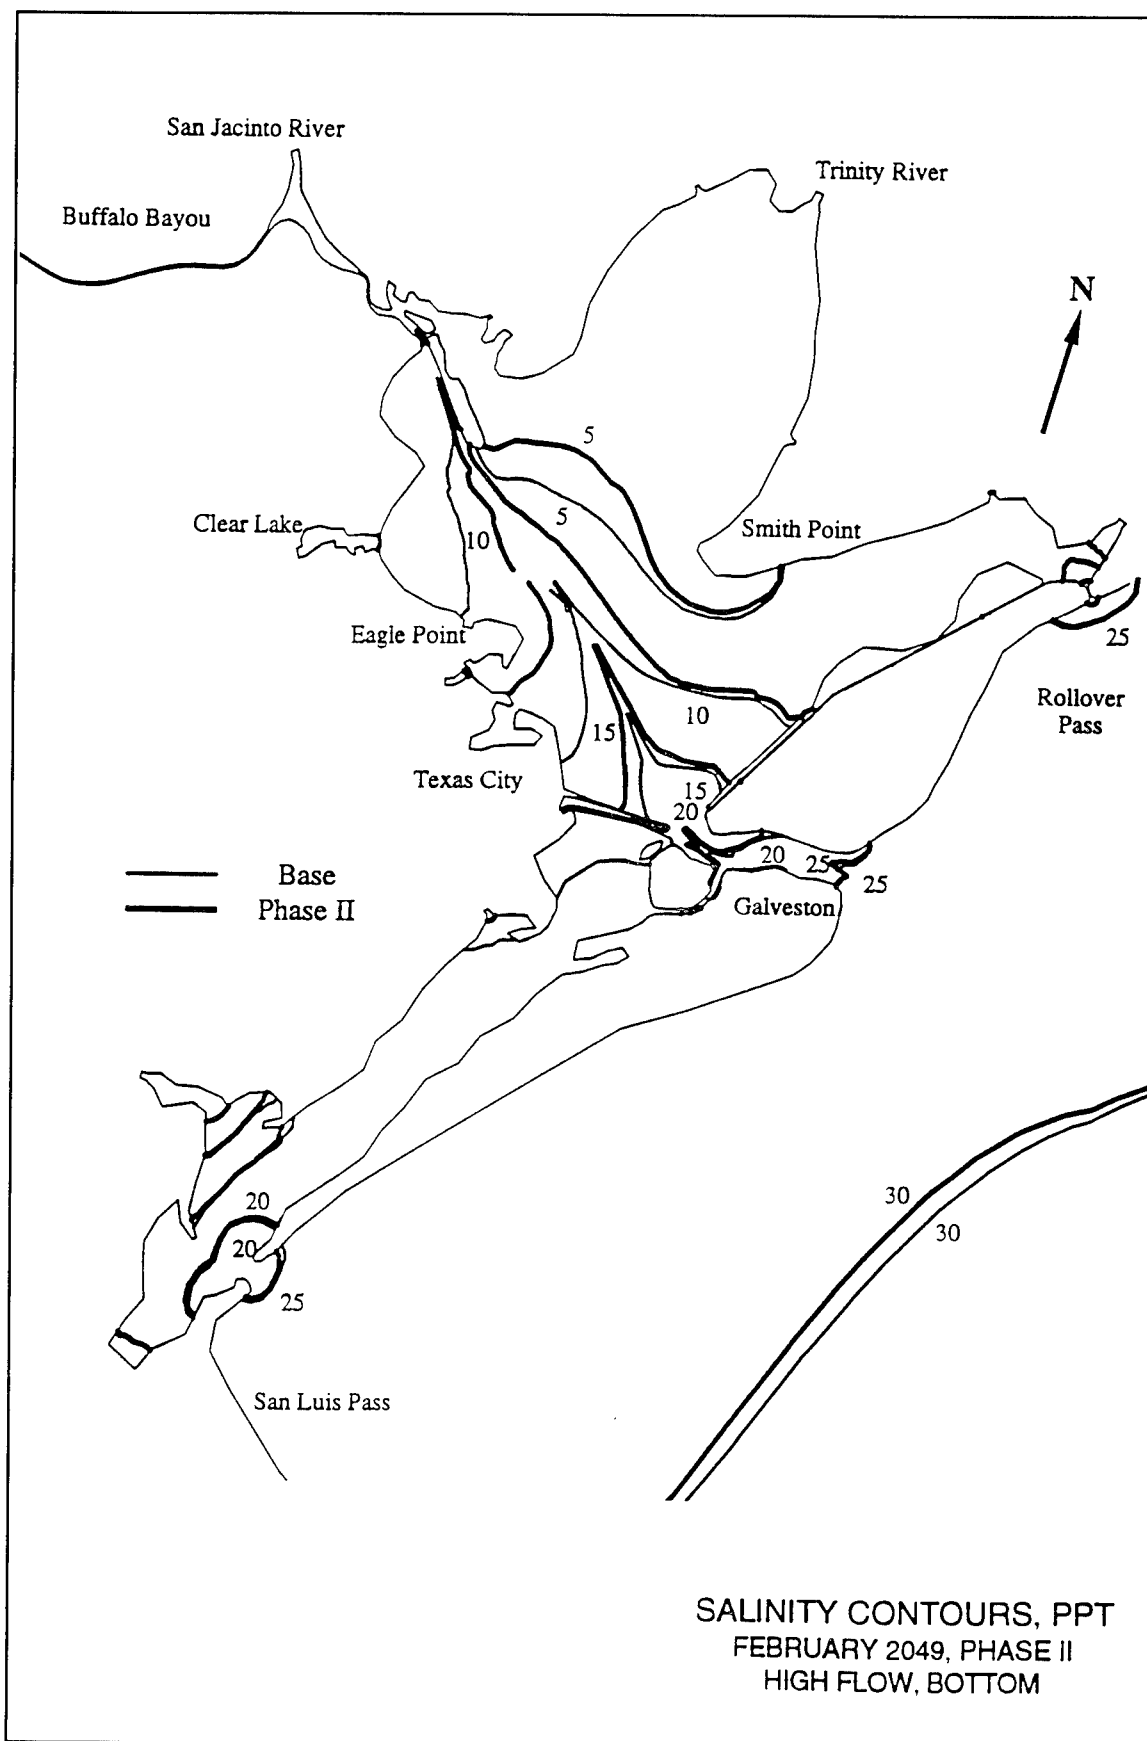 San Jacinto River
Trinity River
Buffalo Bayou
N
5
5
Clear Lake
10
Smith Point
Eagle Point
25
Rollover
Pass
10
15
Texas City
15
20
20
25
25
Base
Phase II
Galveston
20
20
25
30
30
San Luis Pass
SALINITY CONTOURS, PPT
FEBRUARY 2049, PHASE II
HIGH FLOW, BOTTOM